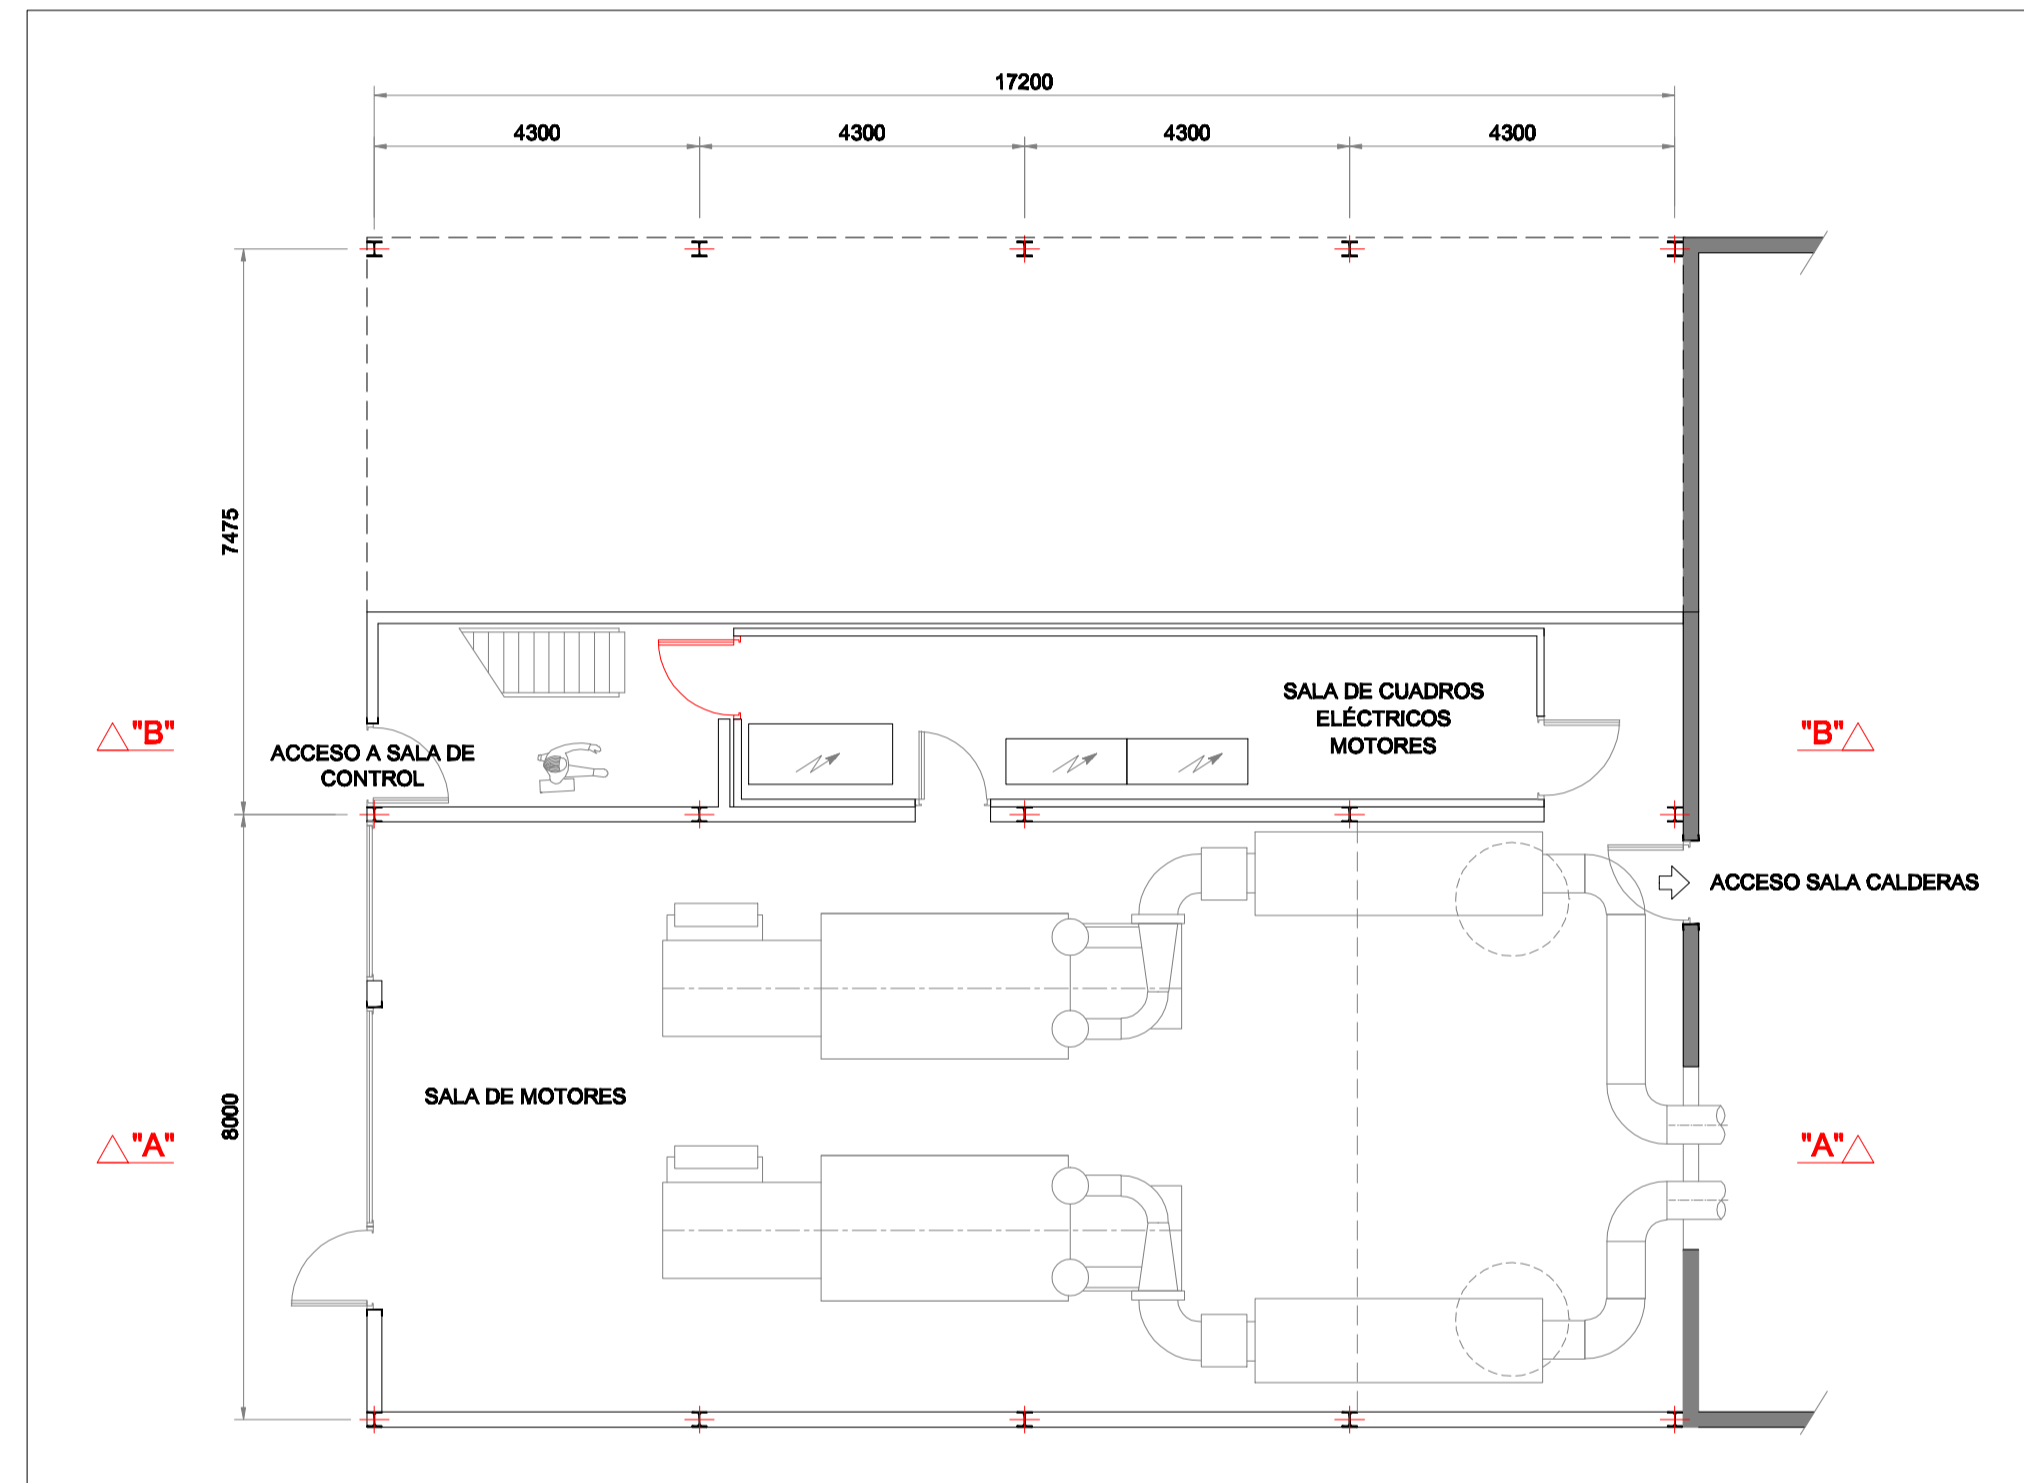 17200
4300 4300 4300 4300
7475
SALA DE CUADROS
ELÉCTRICOS
MOTORES
"B" "B"
ACCESO A SALA DE
CONTROL
ACCESO SALA CALDERAS
SALA DE MOTORES
8000
"A" "A"